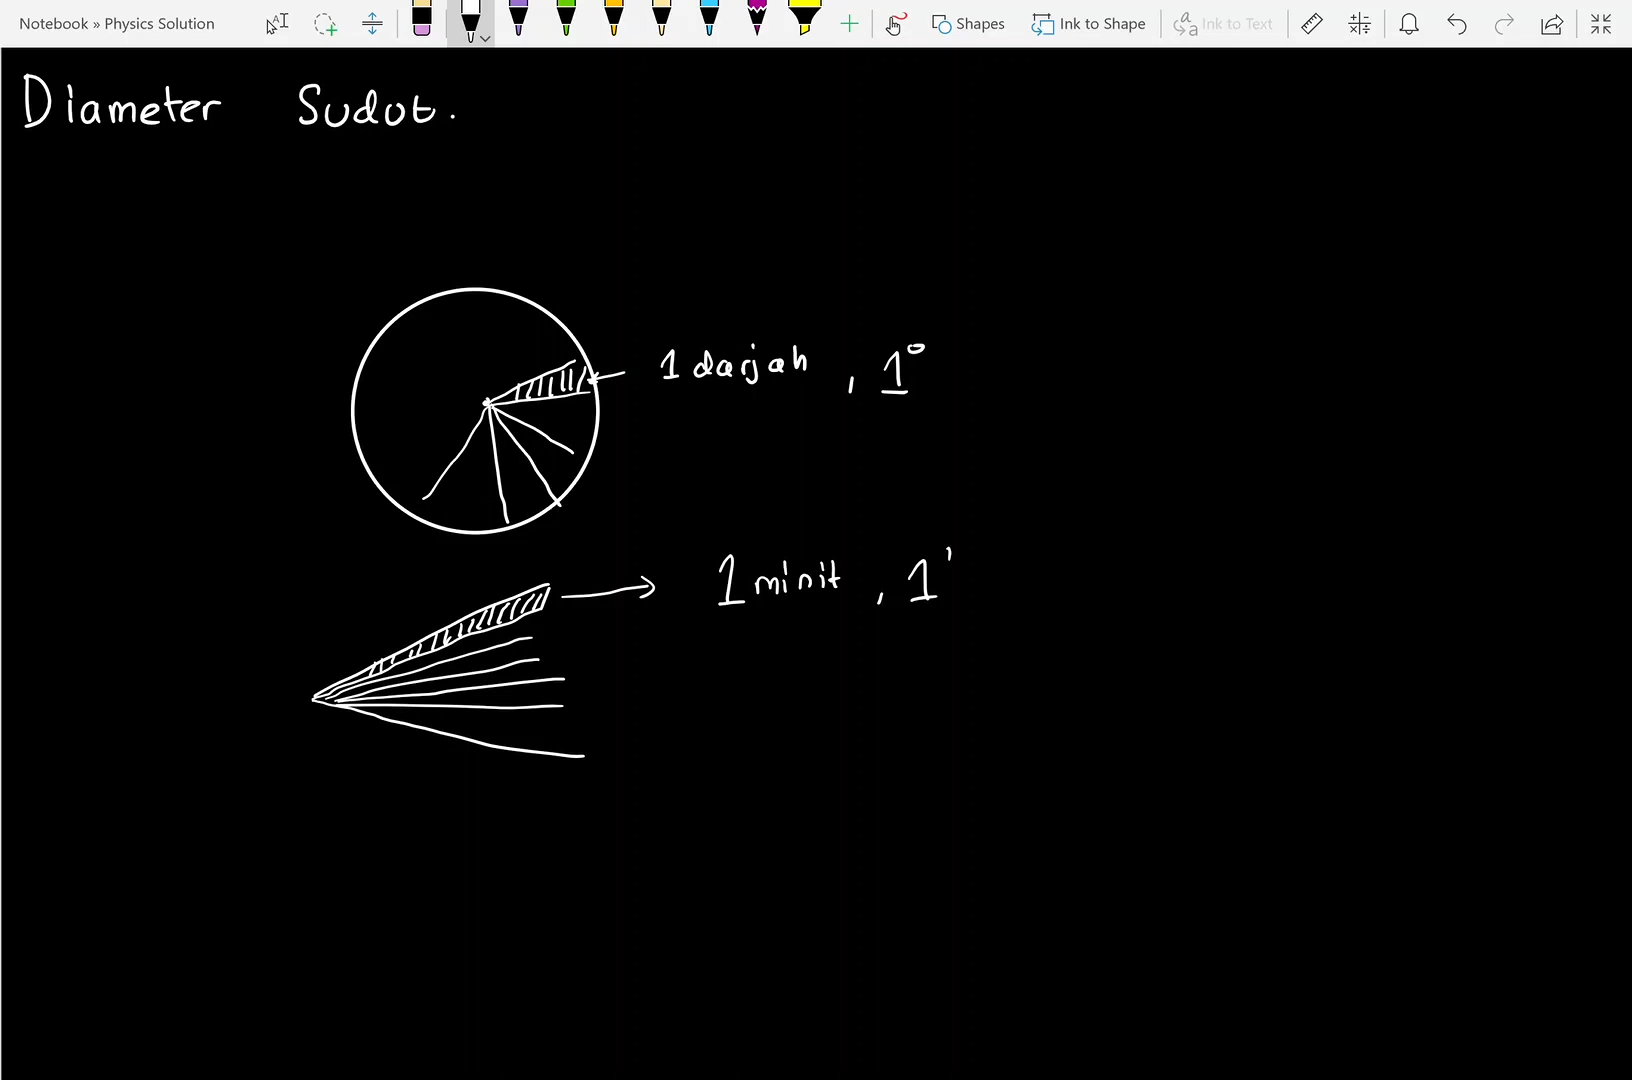 Notebook » Physics Solution
Shapes
Ink to Shape
Ink to Text
Diameter Sudut.
1 darjah, 1°
1 minit, 1'